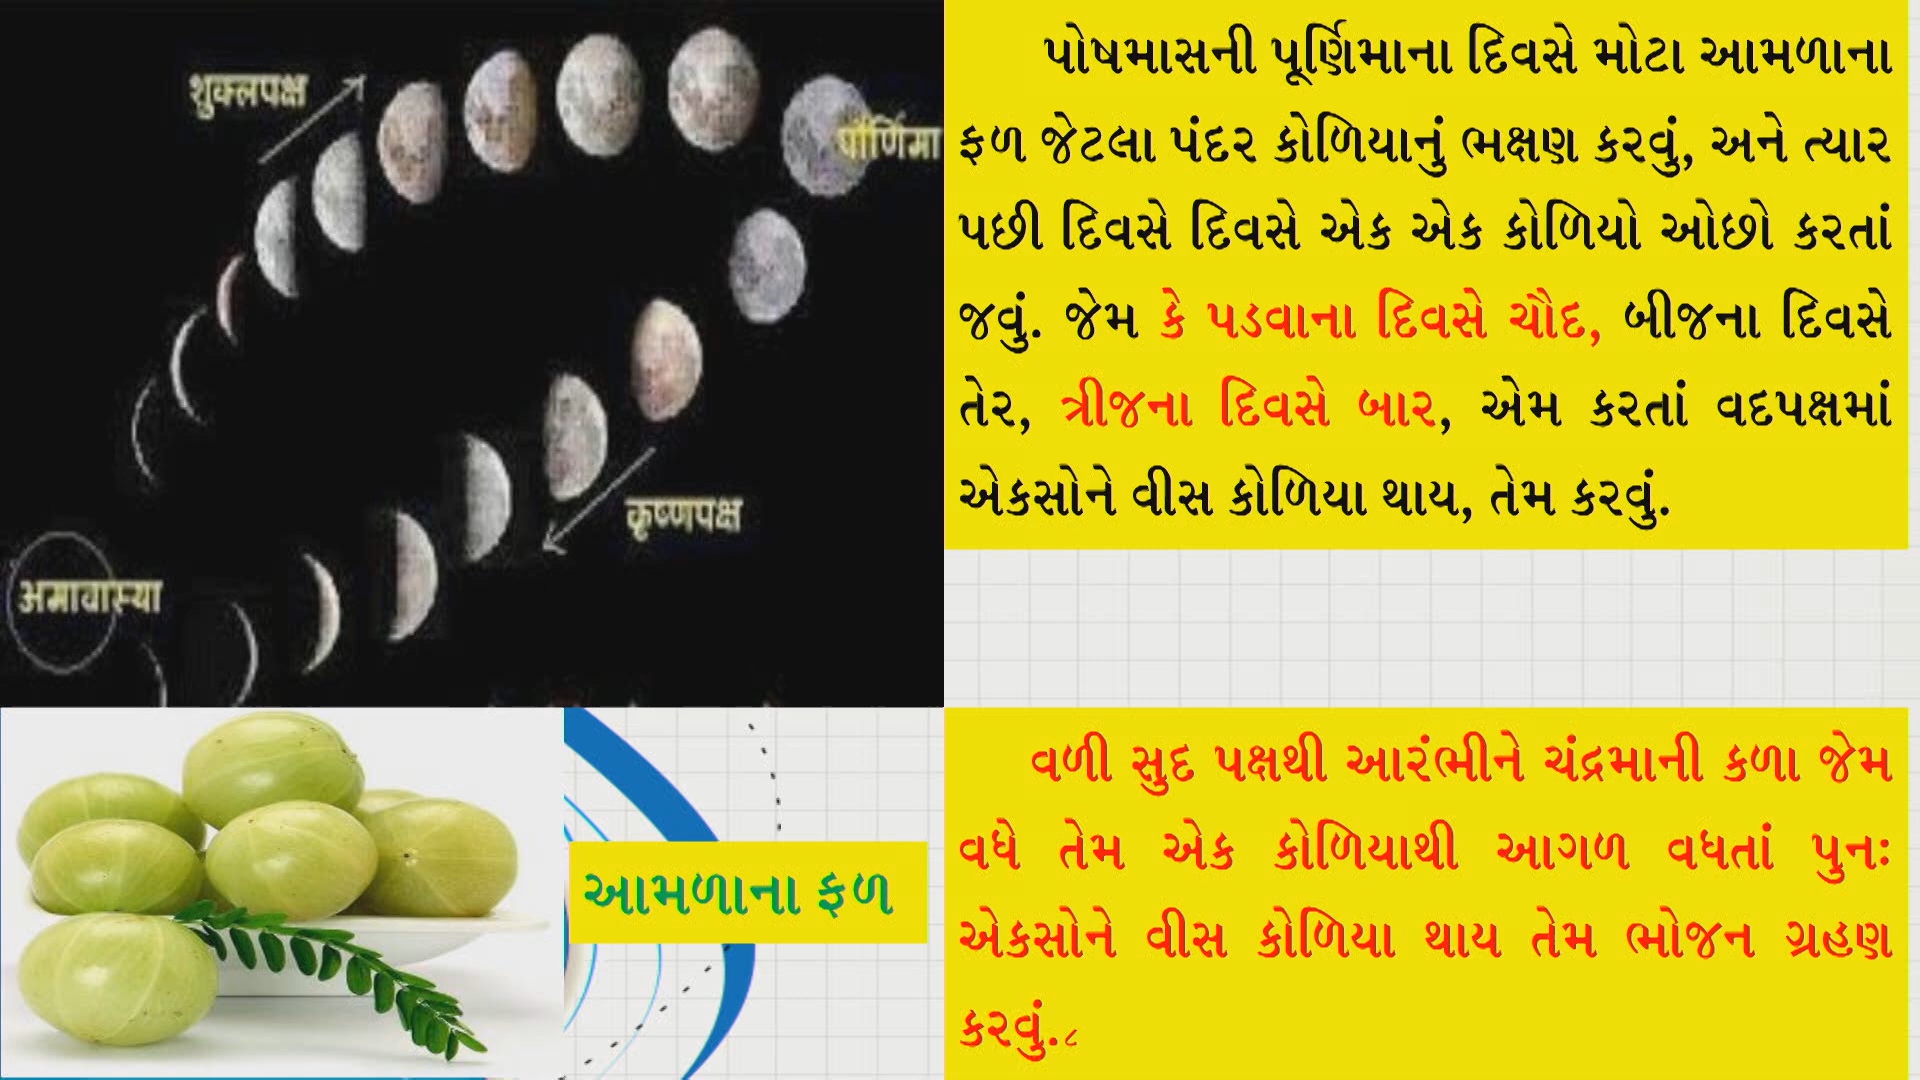 शुक्लपक्ष
पौर्णिमा
कृष्णपक्ष
अमावास्या
પોષમાસની પૂર્ણિમાના દિવસે મોટા આમળાના
ફળ જેટલા પંદર કોળિયાનું ભક્ષણ કરવું, અને ત્યાર
પછી દિવસે દિવસે એક એક કોળિયો ઓછો કરતાં
જવું. જેમ કે પડવાના દિવસે ચૌદ, બીજના દિવસે
તેર, ત્રીજના દિવસે બાર, એમ કરતાં વદપક્ષમાં
એકસોને વીસ કોળિયા થાય, તેમ કરવું.
આમળાના ફળ
વળી સુદ પક્ષથી આરંભીને ચંદ્રમાની કળા જેમ
વધે તેમ એક કોળિયાથી આગળ વધતાં પુનઃ
એકસોને વીસ કોળિયા થાય તેમ ભોજન ગ્રહણ
કરવું.૮